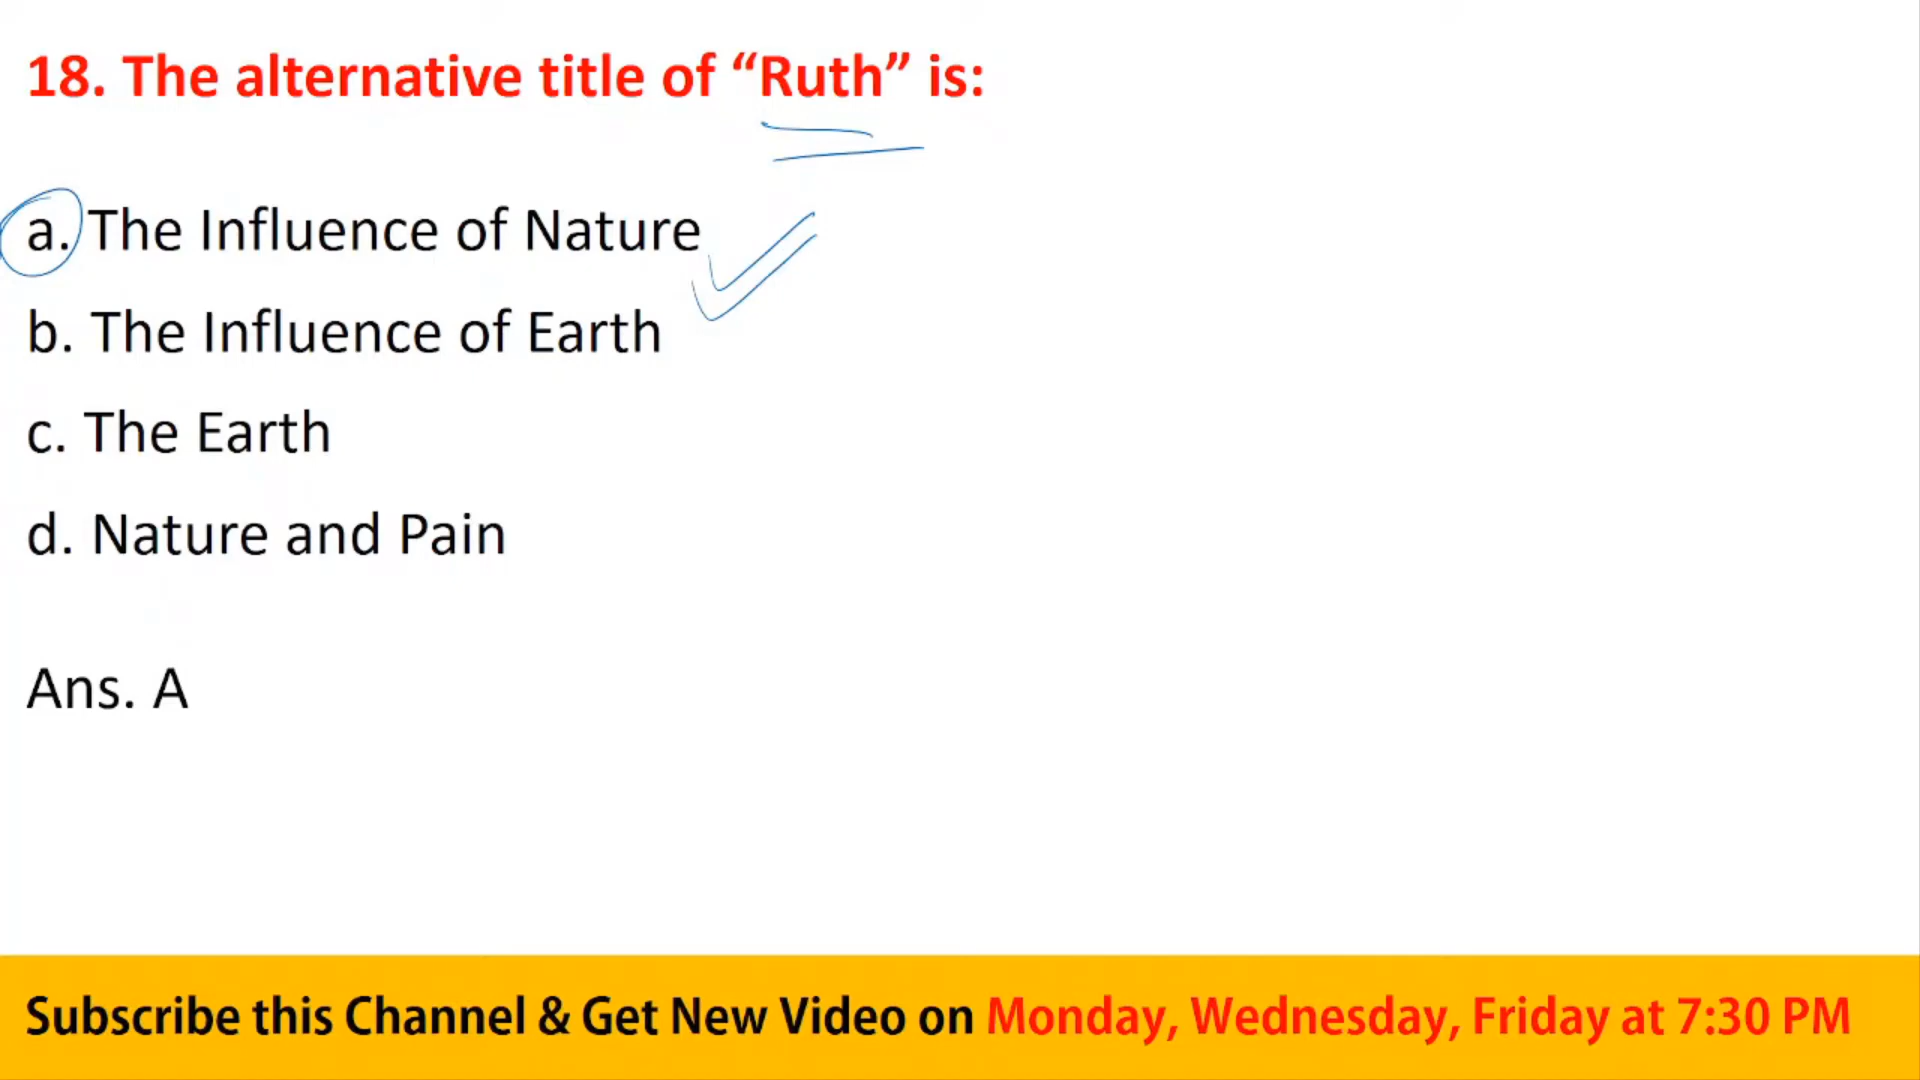 18. The alternative title of “Ruth” is:
a. The Influence of Nature
b. The Influence of Earth
c. The Earth
d. Nature and Pain
Ans. A
Subscribe this Channel & Get New Video on Monday, Wednesday, Friday at 7:30 PM